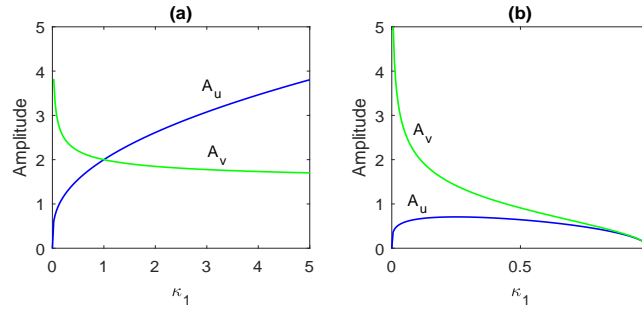 (a)
5
4
3
2
1
0
Amplitude
A_u
A_v
0 1 2 3 4 5
κ_1
(b)
5
4
3
2
1
0
Amplitude
A_v
A_u
0 0.5
κ_1